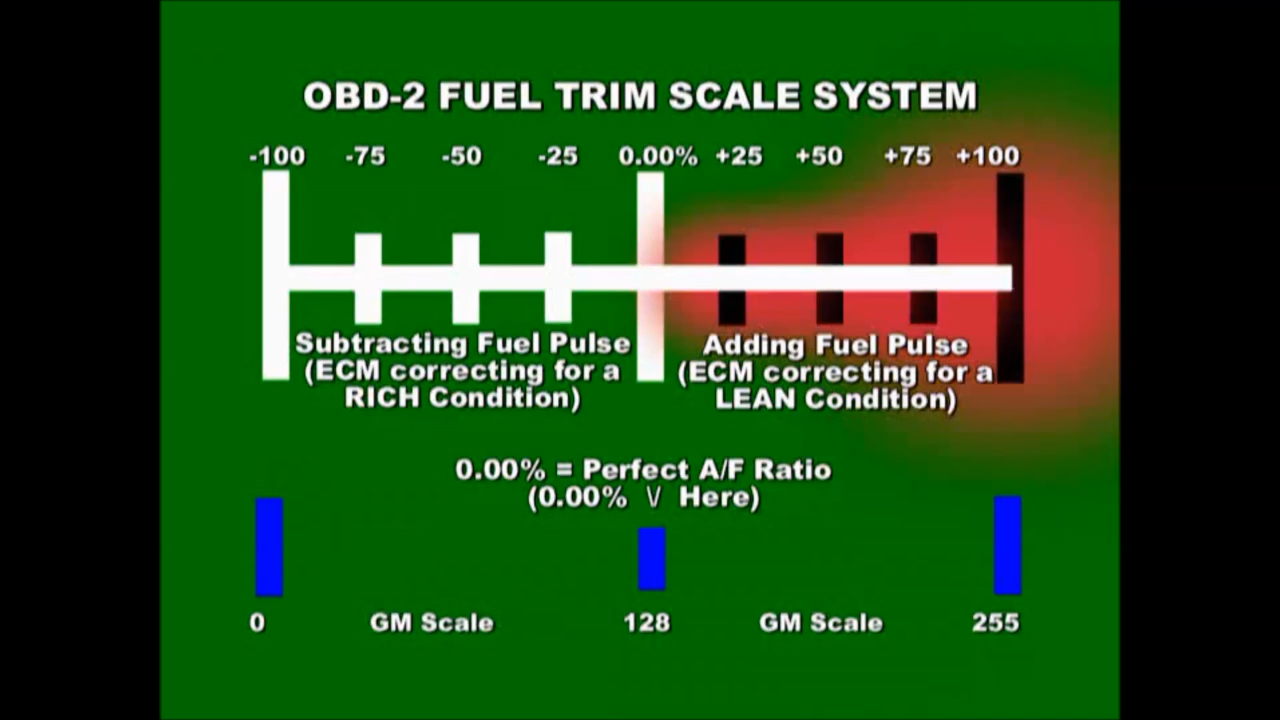 OBD-2 FUEL TRIM SCALE SYSTEM
-100 -75 -50 -25 0.00% +25 +50 +75 +100
Subtracting Fuel Pulse
(ECM correcting for a
RICH Condition)
Adding Fuel Pulse
(ECM correcting for a
LEAN Condition)
0.00% = Perfect A/F Ratio
(0.00% \/ Here)
0 GM Scale 128 GM Scale 255